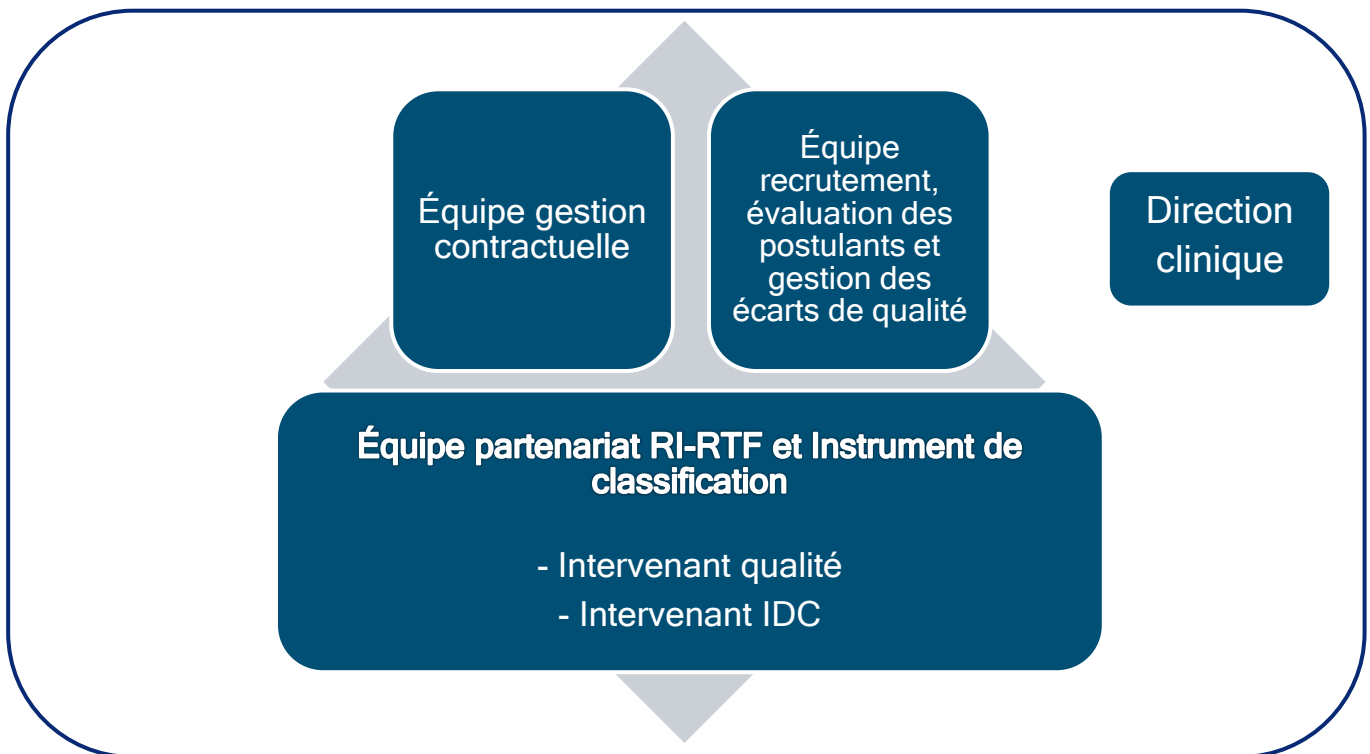 Équipe gestion
contractuelle
Équipe
recrutement,
évaluation des
postulants et
gestion des
écarts de qualité
Direction
clinique
Équipe partenariat RI-RTF et Instrument de
classification
- Intervenant qualité
- Intervenant IDC